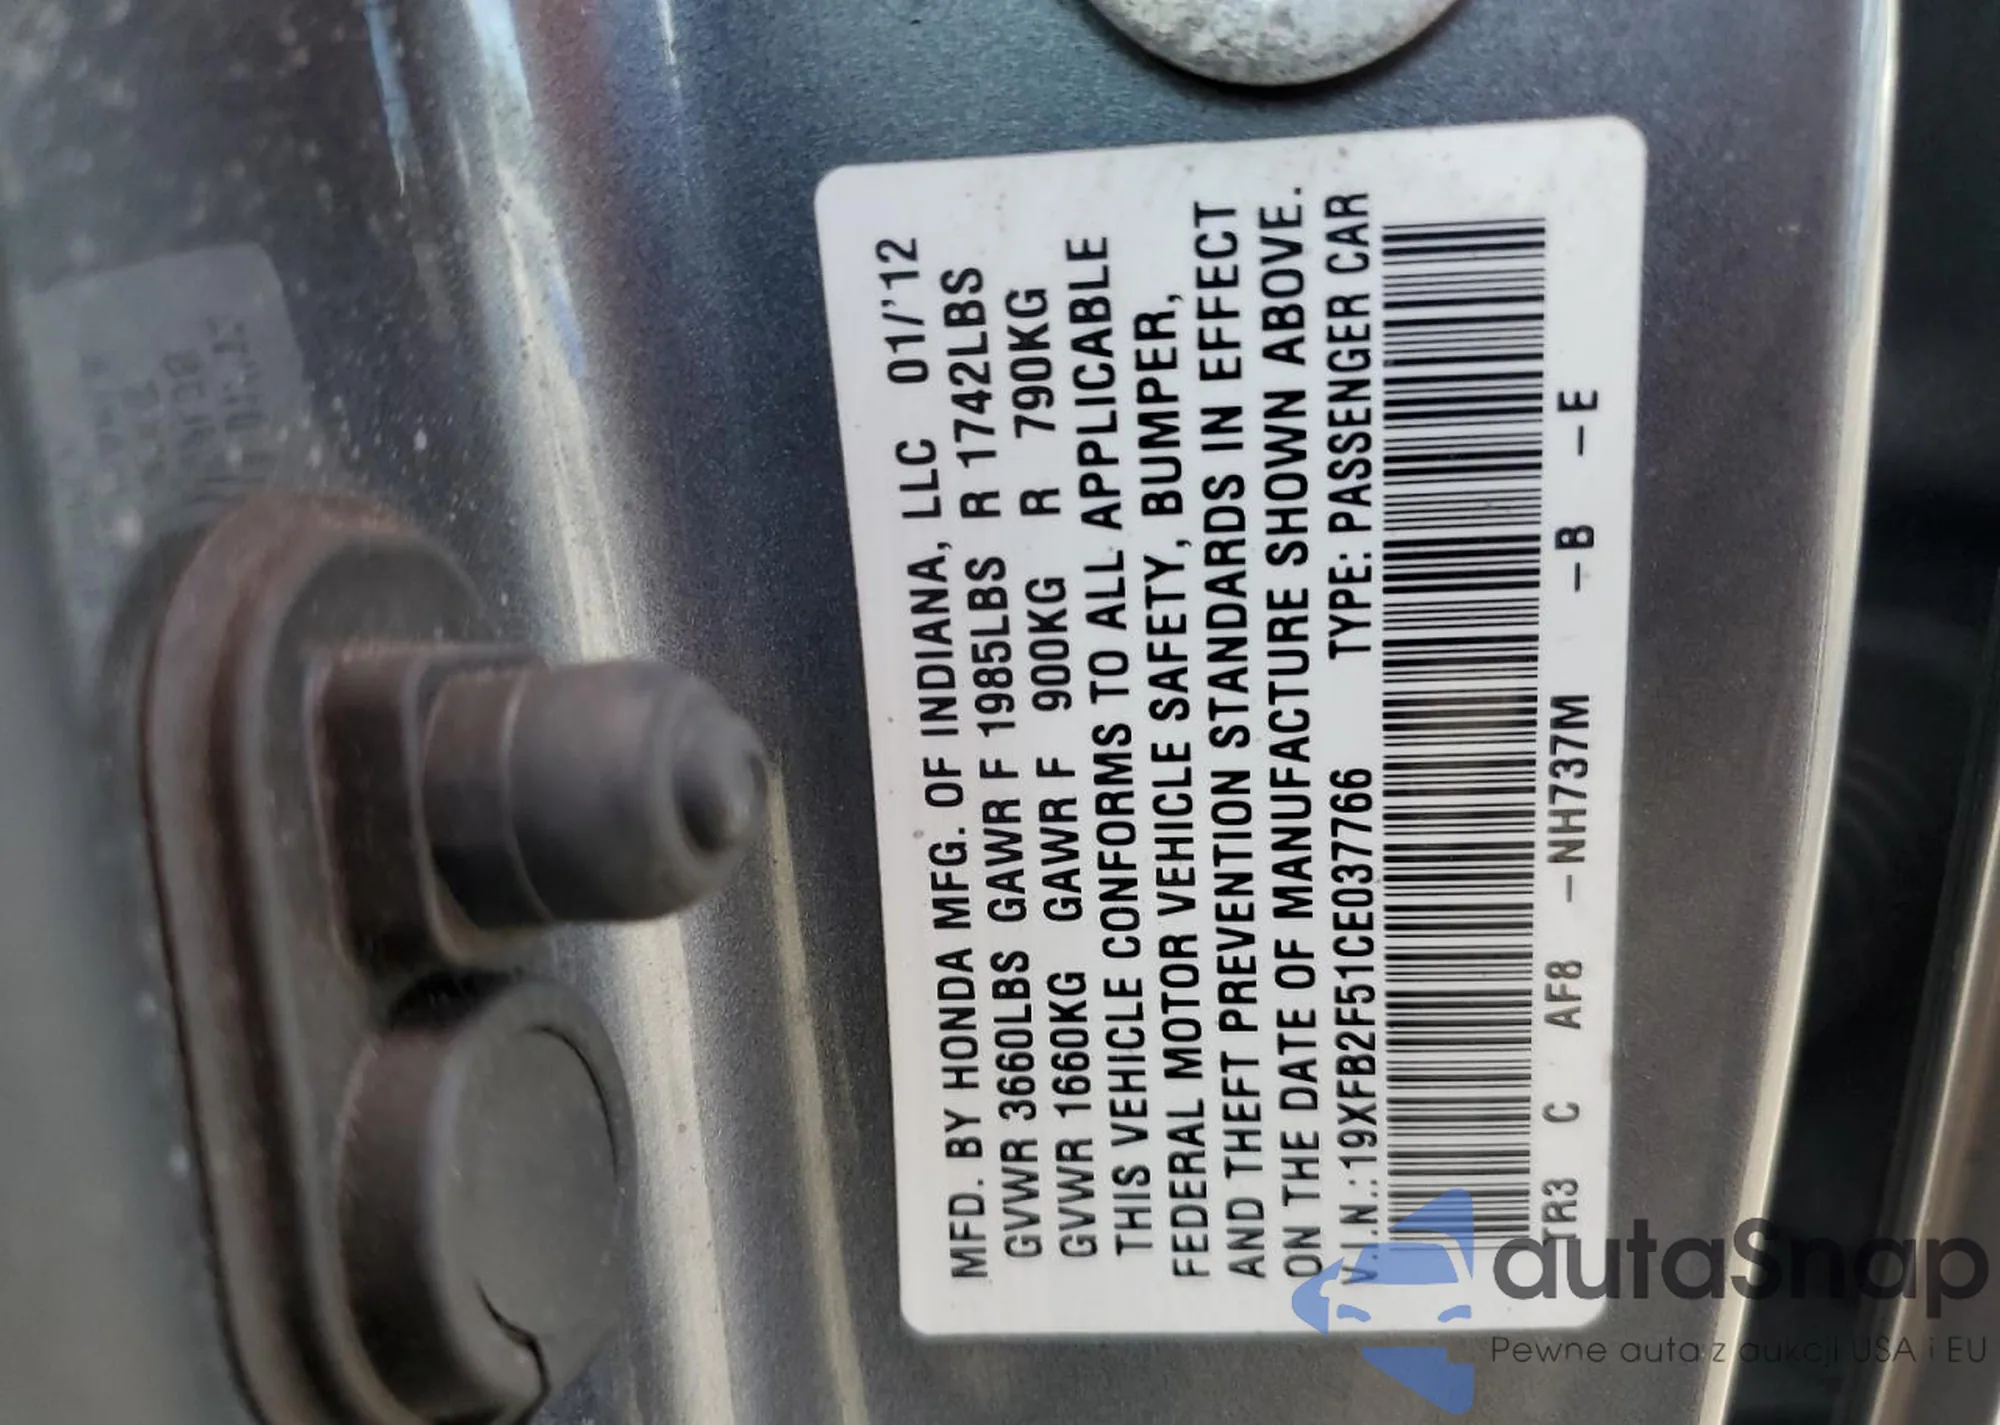 MFD. BY HONDA MFG. OF INDIANA, LLC 01/'12
GVWR 3660LBS GAWR F 1985LBS R 1742LBS
GVWR 1660KG GAWR F 900KG R 790KG
THIS VEHICLE CONFORMS TO ALL APPLICABLE
FEDERAL MOTOR VEHICLE SAFETY, BUMPER,
AND THEFT PREVENTION STANDARDS IN EFFECT
ON THE DATE OF MANUFACTURE SHOWN ABOVE.
V.I.N.:19XFB2F51CE037766 TYPE: PASSENGER CAR
TR3 C AF8 -NH737M -B -E
autaSnap
Pewne auta z aukcji USA i EU